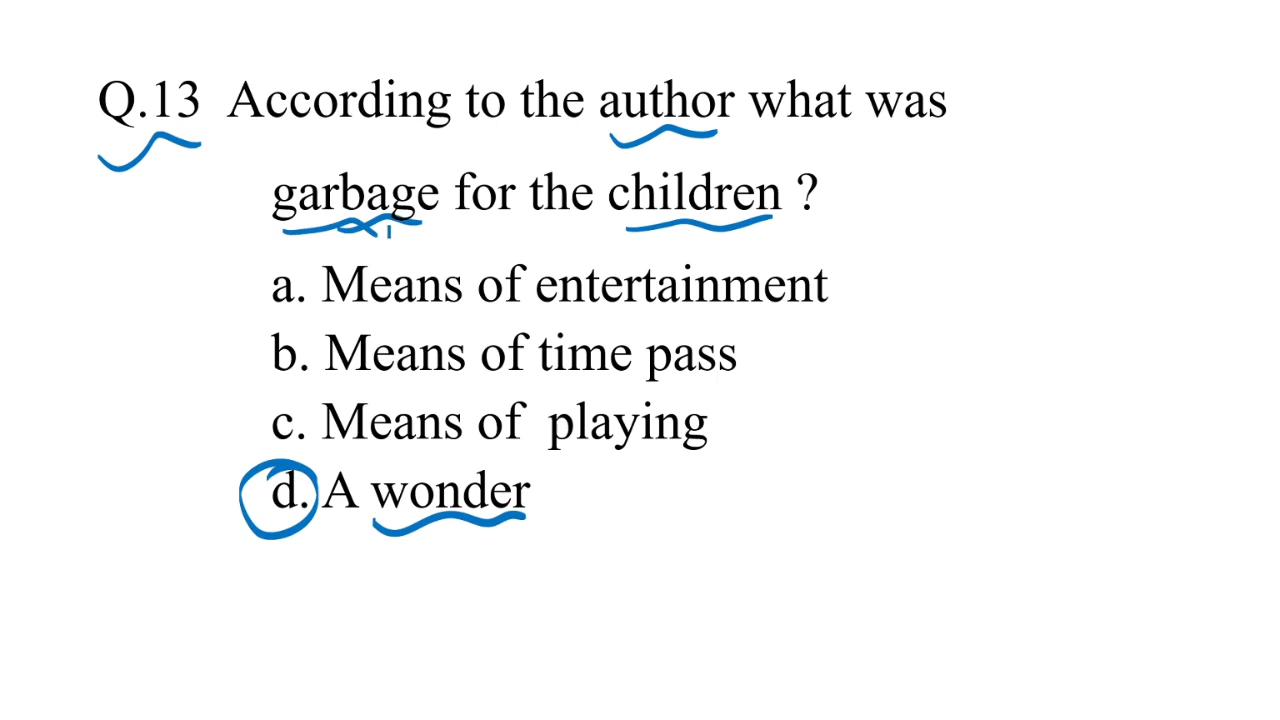 Q.13 According to the author what was
garbage for the children ?
a. Means of entertainment
b. Means of time pass
c. Means of playing
d. A wonder